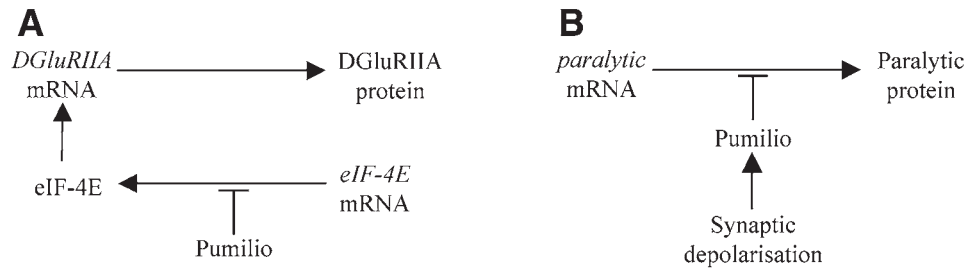 A
DGluRIIA
mRNA
DGluRIIA
protein
eIF-4E
eIF-4E
mRNA
Pumilio
B
paralytic
mRNA
Paralytic
protein
Pumilio
Synaptic
depolarisation